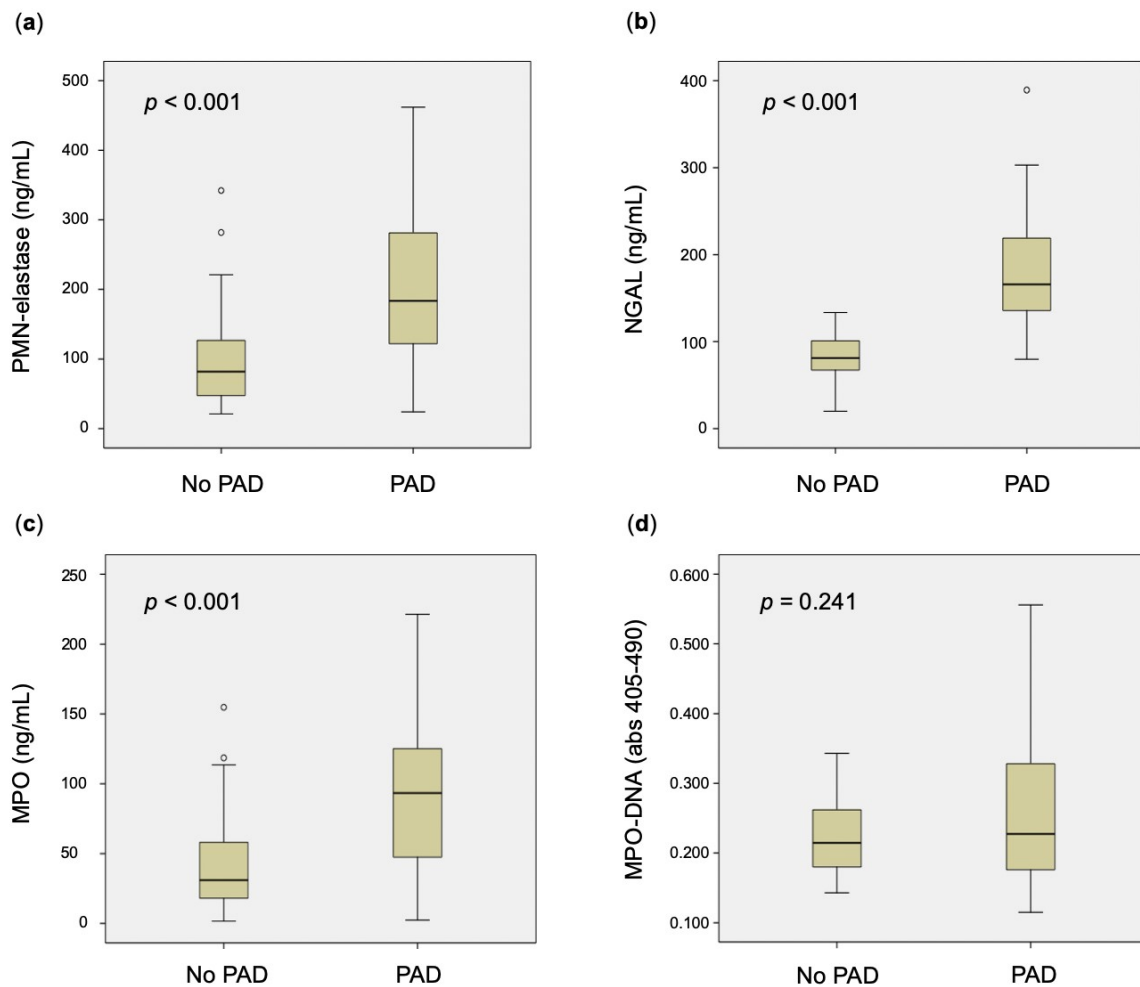 (a)
PMN-elastase (ng/mL)
500
400
300
200
100
0
p < 0.001
No PAD
PAD
(b)
NGAL (ng/mL)
400
300
200
100
0
p < 0.001
No PAD
PAD
(c)
MPO (ng/mL)
250
200
150
100
50
0
p < 0.001
No PAD
PAD
(d)
MPO-DNA (abs 405-490)
0.600
0.500
0.400
0.300
0.200
0.100
p = 0.241
No PAD
PAD